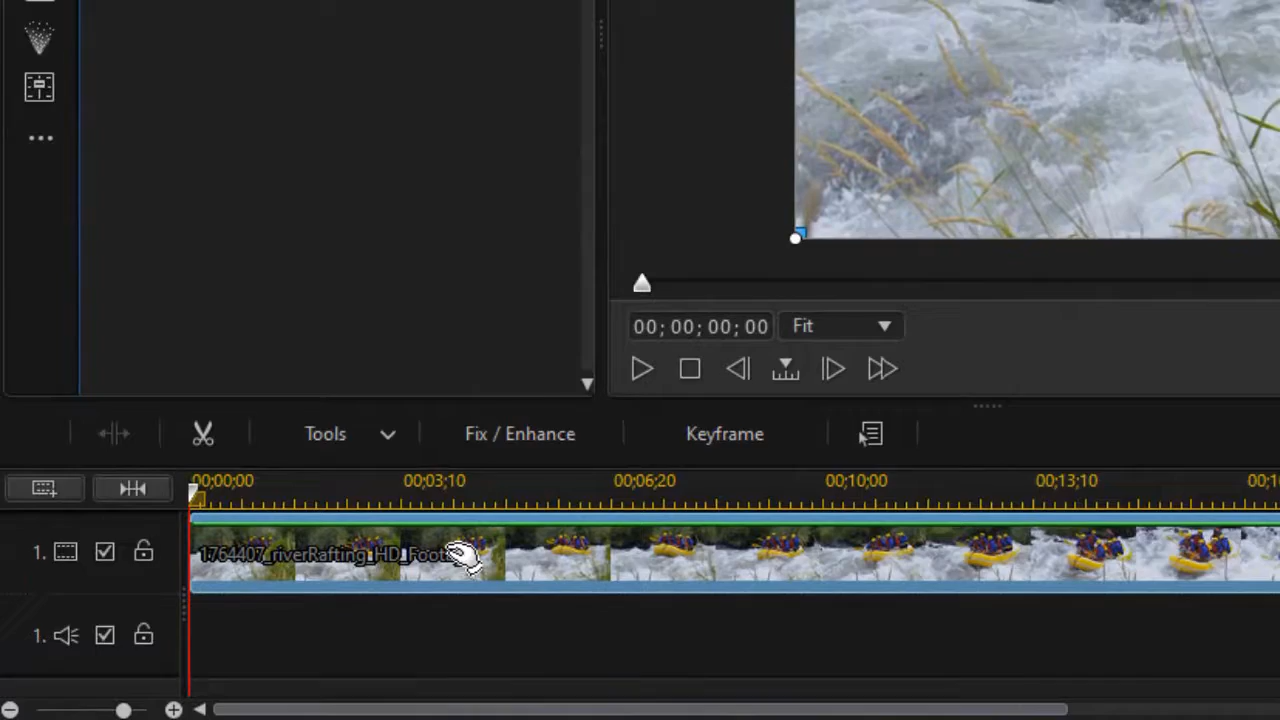 00;00;00;00 Fit
Tools Fix / Enhance Keyframe
00;00;00 00;03;10 00;06;20 00;10;00 00;13;10
1. 1764407_riverRafting_HD_Foot
1.